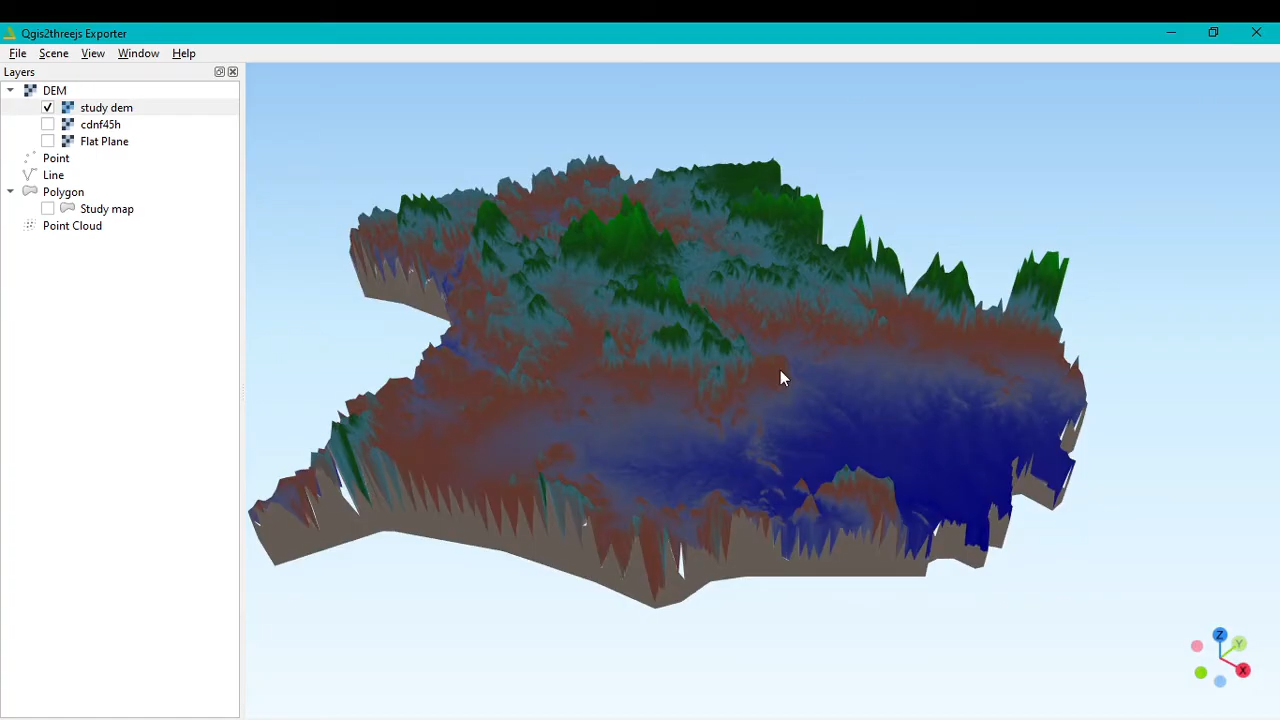 Qgis2threejs Exporter
File Scene View Window Help
Layers
DEM
study dem
cdnf45h
Flat Plane
Point
Line
Polygon
Study map
Point Cloud
Z
Y
X